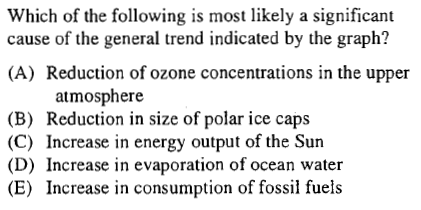 Which of the following is most likely a significant
cause of the general trend indicated by the graph?
(A) Reduction of ozone concentrations in the upper
atmosphere
(B) Reduction in size of polar ice caps
(C) Increase in energy output of the Sun
(D) Increase in evaporation of ocean water
(E) Increase in consumption of fossil fuels